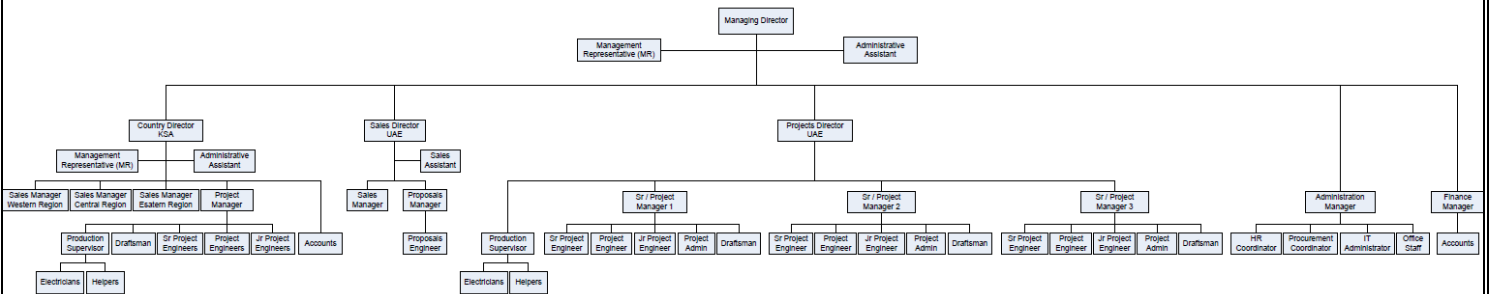 Managing Director
Management
Representative (MR)
Administrative
Assistant
Country Director
KSA
Sales Director
UAE
Projects Director
UAE
Management
Representative (MR)
Administrative
Assistant
Sales
Assistant
Sales Manager
Western Region
Sales Manager
Central Region
Sales Manager
Esatern Region
Project
Manager
Sales
Manager
Proposals
Manager
Sr / Project
Manager 1
Sr / Project
Manager 2
Sr / Project
Manager 3
Administration
Manager
Finance
Manager
Production
Supervisor
Draftsman
Sr Project
Engineers
Project
Engineers
Jr Project
Engineers
Accounts
Proposals
Engineer
Production
Supervisor
Sr Project
Engineer
Project
Engineer
Jr Project
Engineer
Project
Admin
Draftsman
Sr Project
Engineer
Project
Engineer
Jr Project
Engineer
Project
Admin
Draftsman
Sr Project
Engineer
Project
Engineer
Jr Project
Engineer
Project
Admin
Draftsman
HR
Coordinator
Procurement
Coordinator
IT
Administrator
Office
Staff
Accounts
Electricians
Helpers
Electricians
Helpers